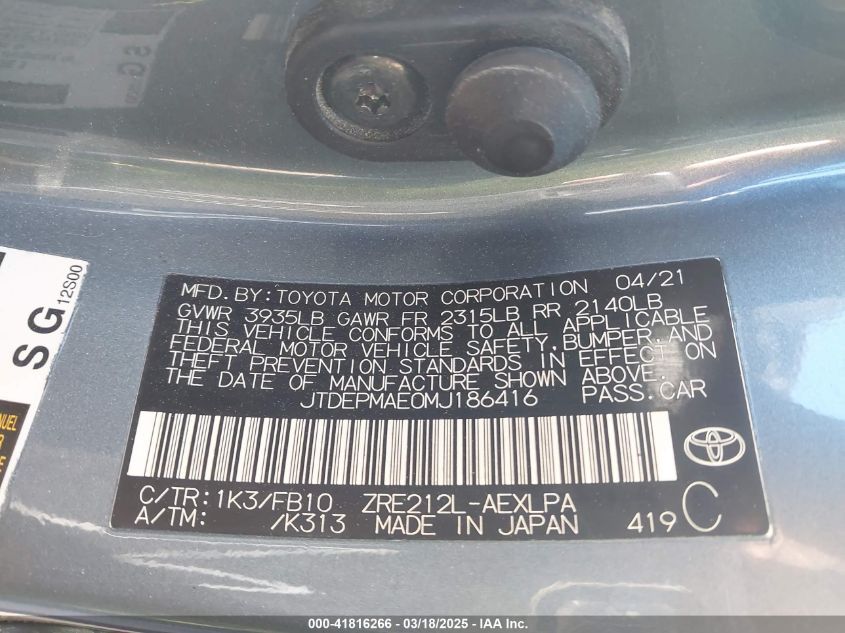 SG
12S00
NUEL
MFD.BY:TOYOTA MOTOR CORPORATION 04/21
GVWR 3935LB GAWR FR 2315LB RR 2140LB
THIS VEHICLE CONFORMS TO ALL APPLICABLE
FEDERAL MOTOR VEHICLE SAFETY,BUMPER,AND
THEFT PREVENTION STANDARDS IN EFFECT ON
THE DATE OF MANUFACTURE SHOWN ABOVE.
JTDEPMAE0MJ186416 PASS.CAR
C/TR:1K3/FB10 ZRE212L-AEXLPA
A/TM: /K313 MADE IN JAPAN 419 C
000-41816266 - 03/18/2025 - IAA Inc.